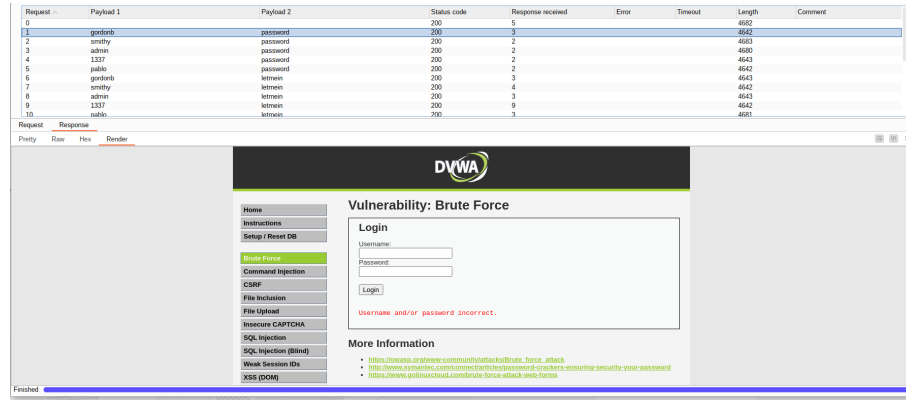 Request Payload 1 Payload 2 Status code Response received Error Timeout Length Comment
0 200 5 4682
1 gordonb password 200 3 4642
2 smithy password 200 2 4683
3 admin password 200 2 4680
4 1337 password 200 2 4643
5 pablo password 200 2 4642
6 gordonb letmein 200 3 4643
7 smithy letmein 200 4 4642
8 admin letmein 200 3 4643
9 1337 letmein 200 9 4642
10 pablo letmein 200 3 4681
Request Response
Pretty Raw Hex Render
DVWA
Home
Instructions
Setup / Reset DB
Brute Force
Command Injection
CSRF
File Inclusion
File Upload
Insecure CAPTCHA
SQL Injection
SQL Injection (Blind)
Weak Session IDs
XSS (DOM)
Vulnerability: Brute Force
Login
Username:
Password:
Login
Username and/or password incorrect.
More Information
https://owasp.org/www-community/attacks/Brute_force_attack
http://www.symantec.com/connect/articles/password-crackers-ensuring-security-your-password
https://www.golinuxcloud.com/brute-force-attack-web-forms
Finished